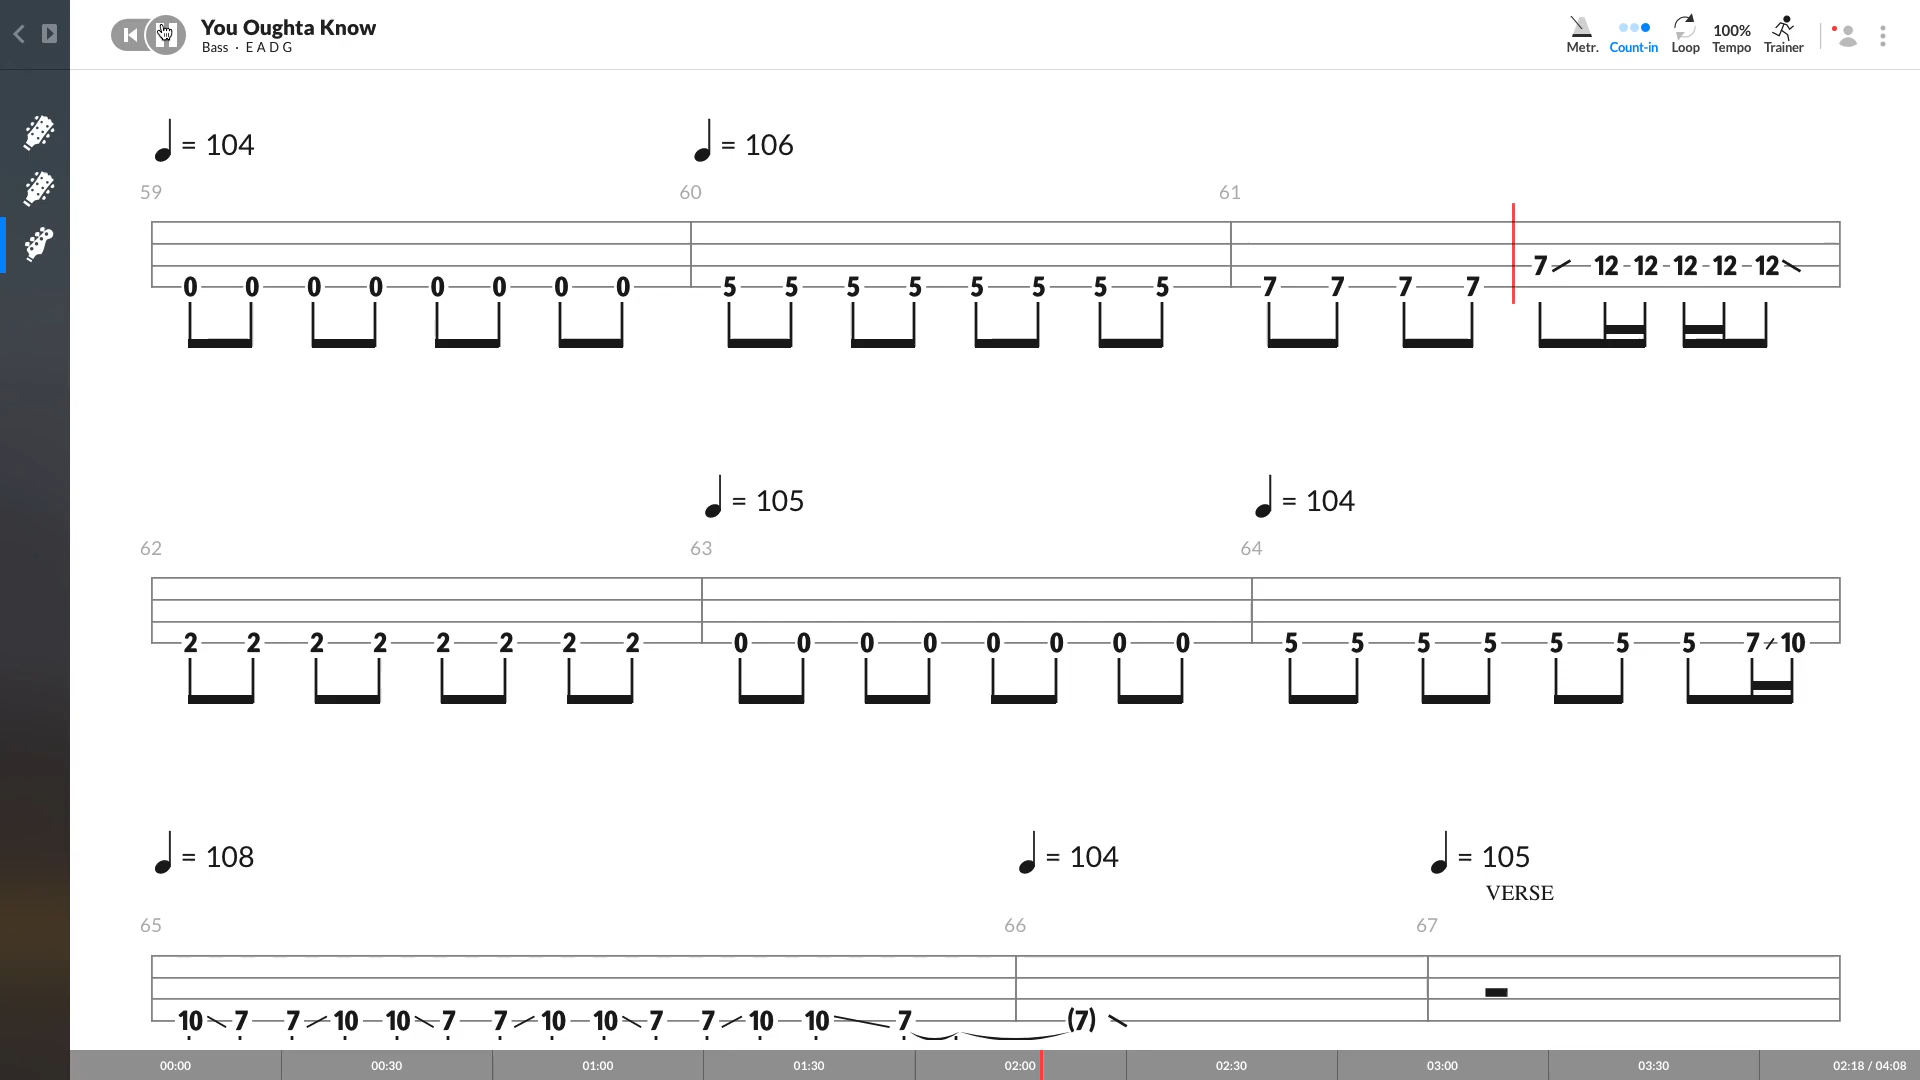 You Oughta Know
Bass · E A D G
Metr. Count-in Loop 100% Tempo Trainer
= 104 = 106
59 60 61
7 12 12 12 12 12
0 0 0 0 0 0 0 0 5 5 5 5 5 5 5 5 7 7 7 7
= 105 = 104
62 63 64
2 2 2 2 2 2 2 2 0 0 0 0 0 0 0 0 5 5 5 5 5 5 5 7 10
= 108 = 104 = 105
VERSE
65 66 67
10 7 7 10 10 7 7 10 10 7 7 10 10 7 (7)
00:00 00:30 01:00 01:30 02:00 02:30 03:00 03:30 02:18 / 04:08